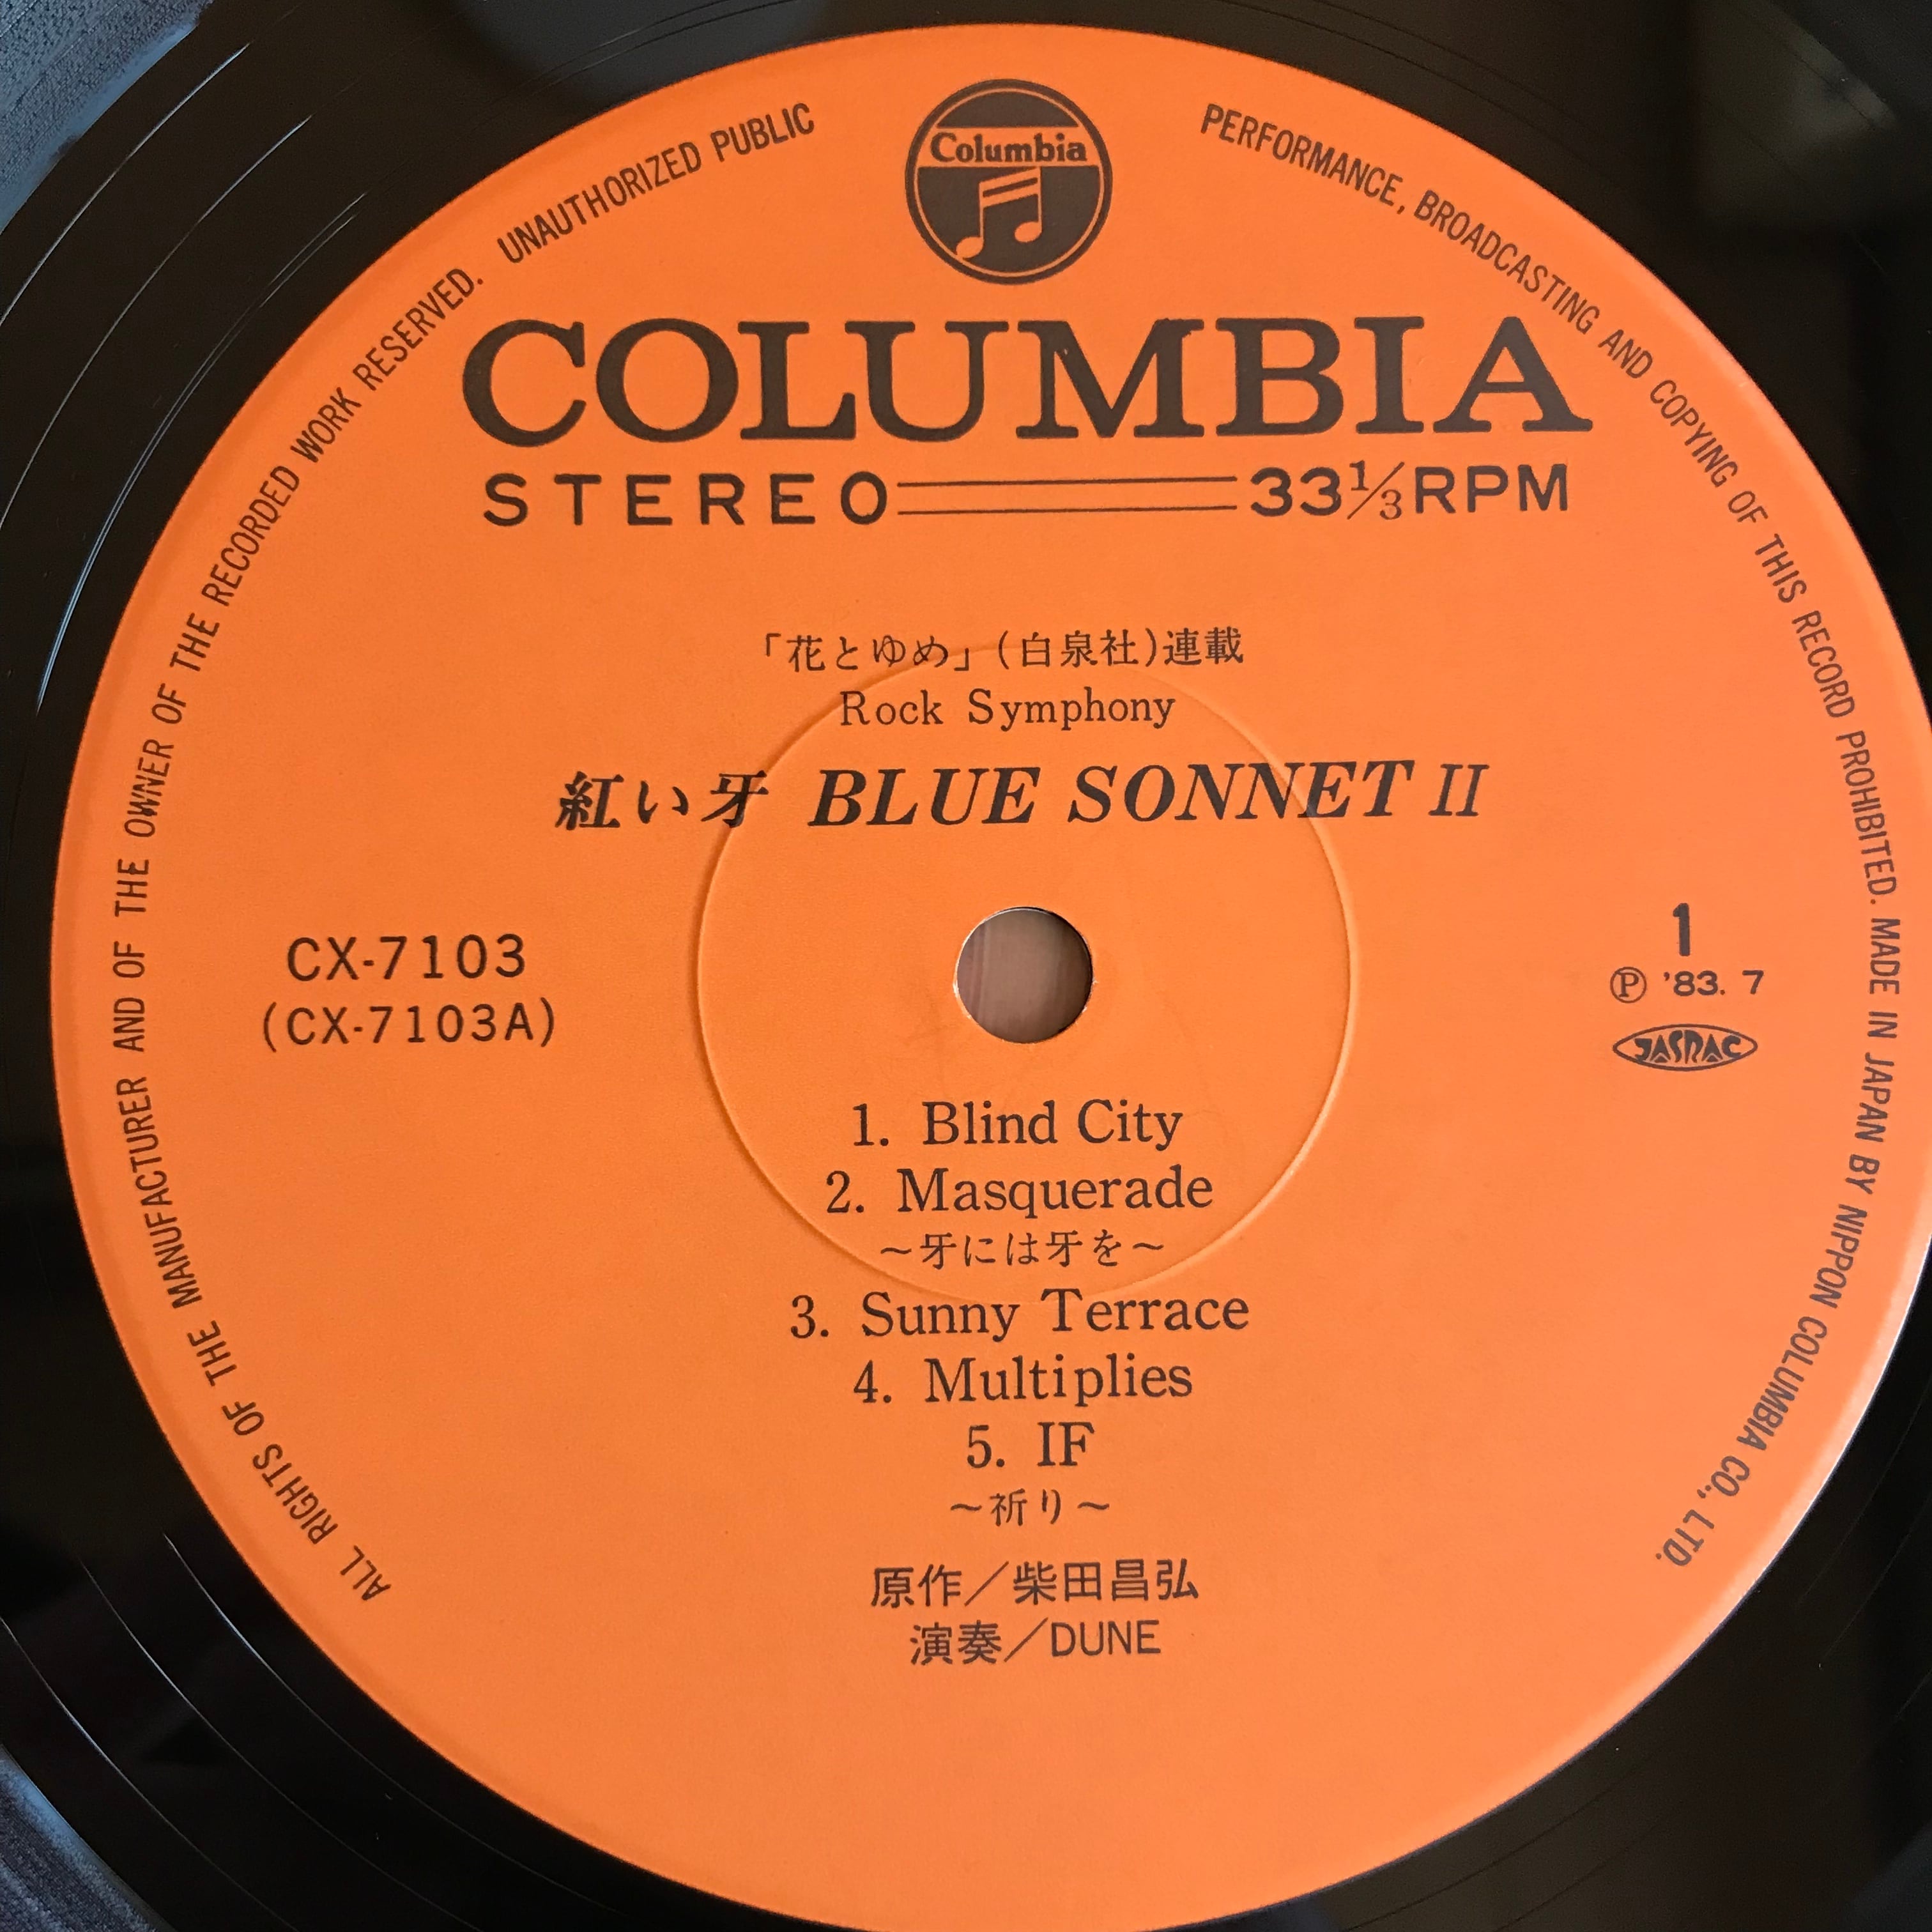 Columbia
COLUMBIA
STEREO 33⅓RPM
「花とゆめ」(白泉社)連載
Rock Symphony
紅い牙 BLUE SONNET II
CX-7103
(CX-7103A)
1
Ⓟ '83. 7
JASRAC
1. Blind City
2. Masquerade
～牙には牙を～
3. Sunny Terrace
4. Multiplies
5. IF
～祈り～
原作／柴田昌弘
演奏／DUNE
ALL RIGHTS OF THE MANUFACTURER AND OF THE OWNER OF THE RECORDED WORK RESERVED. UNAUTHORIZED PUBLIC PERFORMANCE, BROADCASTING AND COPYING OF THIS RECORD PROHIBITED. MADE IN JAPAN BY NIPPON COLUMBIA CO., LTD.